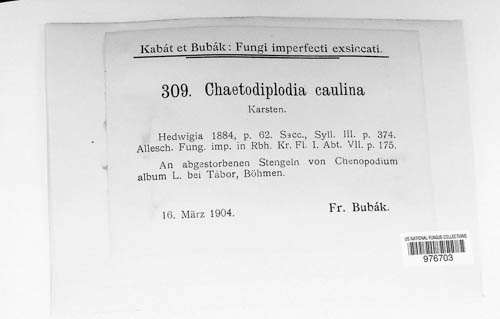 Kabát et Bubák: Fungi imperfecti exsiccati.
309. Chaetodiplodia caulina
Karsten.
Hedwigia 1884, p. 62. Sacc., Syll. III. p. 374.
Allesch. Fung. imp. in Rbh. Kr. Fl. I. Abt. VII. p. 175.
An abgestorbenen Stengeln von Chenopodium
album L. bei Tábor, Böhmen.
16. März 1904.
Fr. Bubák.
US NATIONAL FUNGUS COLLECTIONS
976703